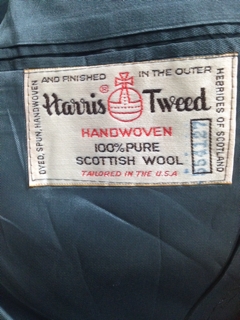 AND FINISHED IN THE OUTER
HEBRIDES OF SCOTLAND
DYED, SPUN, HANDWOVEN
Harris Tweed
®
HANDWOVEN
100% PURE
SCOTTISH WOOL
TAILORED IN THE U.S.A